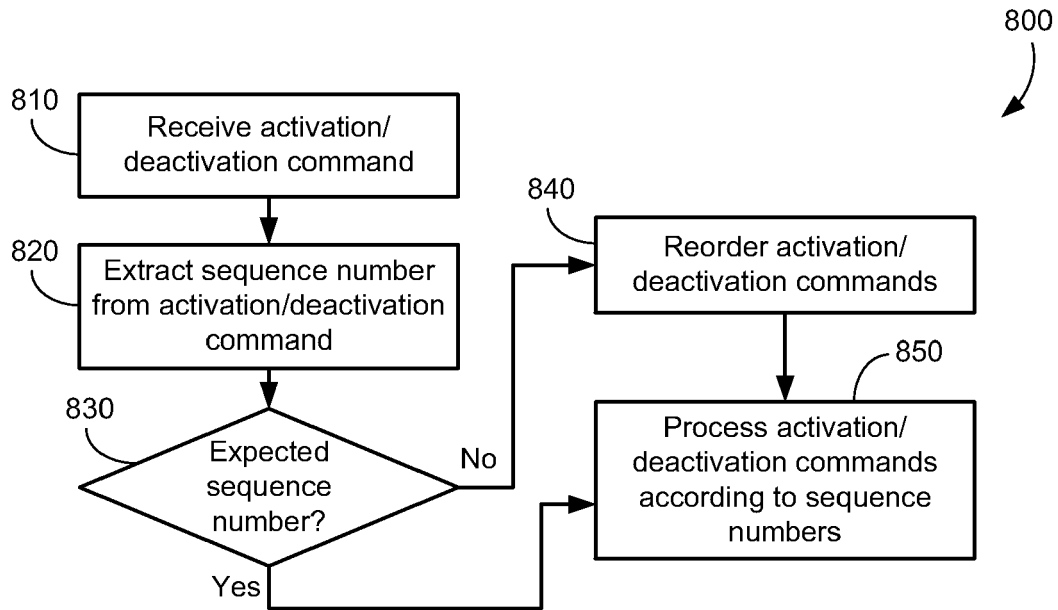 800
810
Receive activation/
deactivation command
820
Extract sequence number
from activation/deactivation
command
830
Expected
sequence
number?
No
Yes
840
Reorder activation/
deactivation commands
850
Process activation/
deactivation commands
according to sequence
numbers